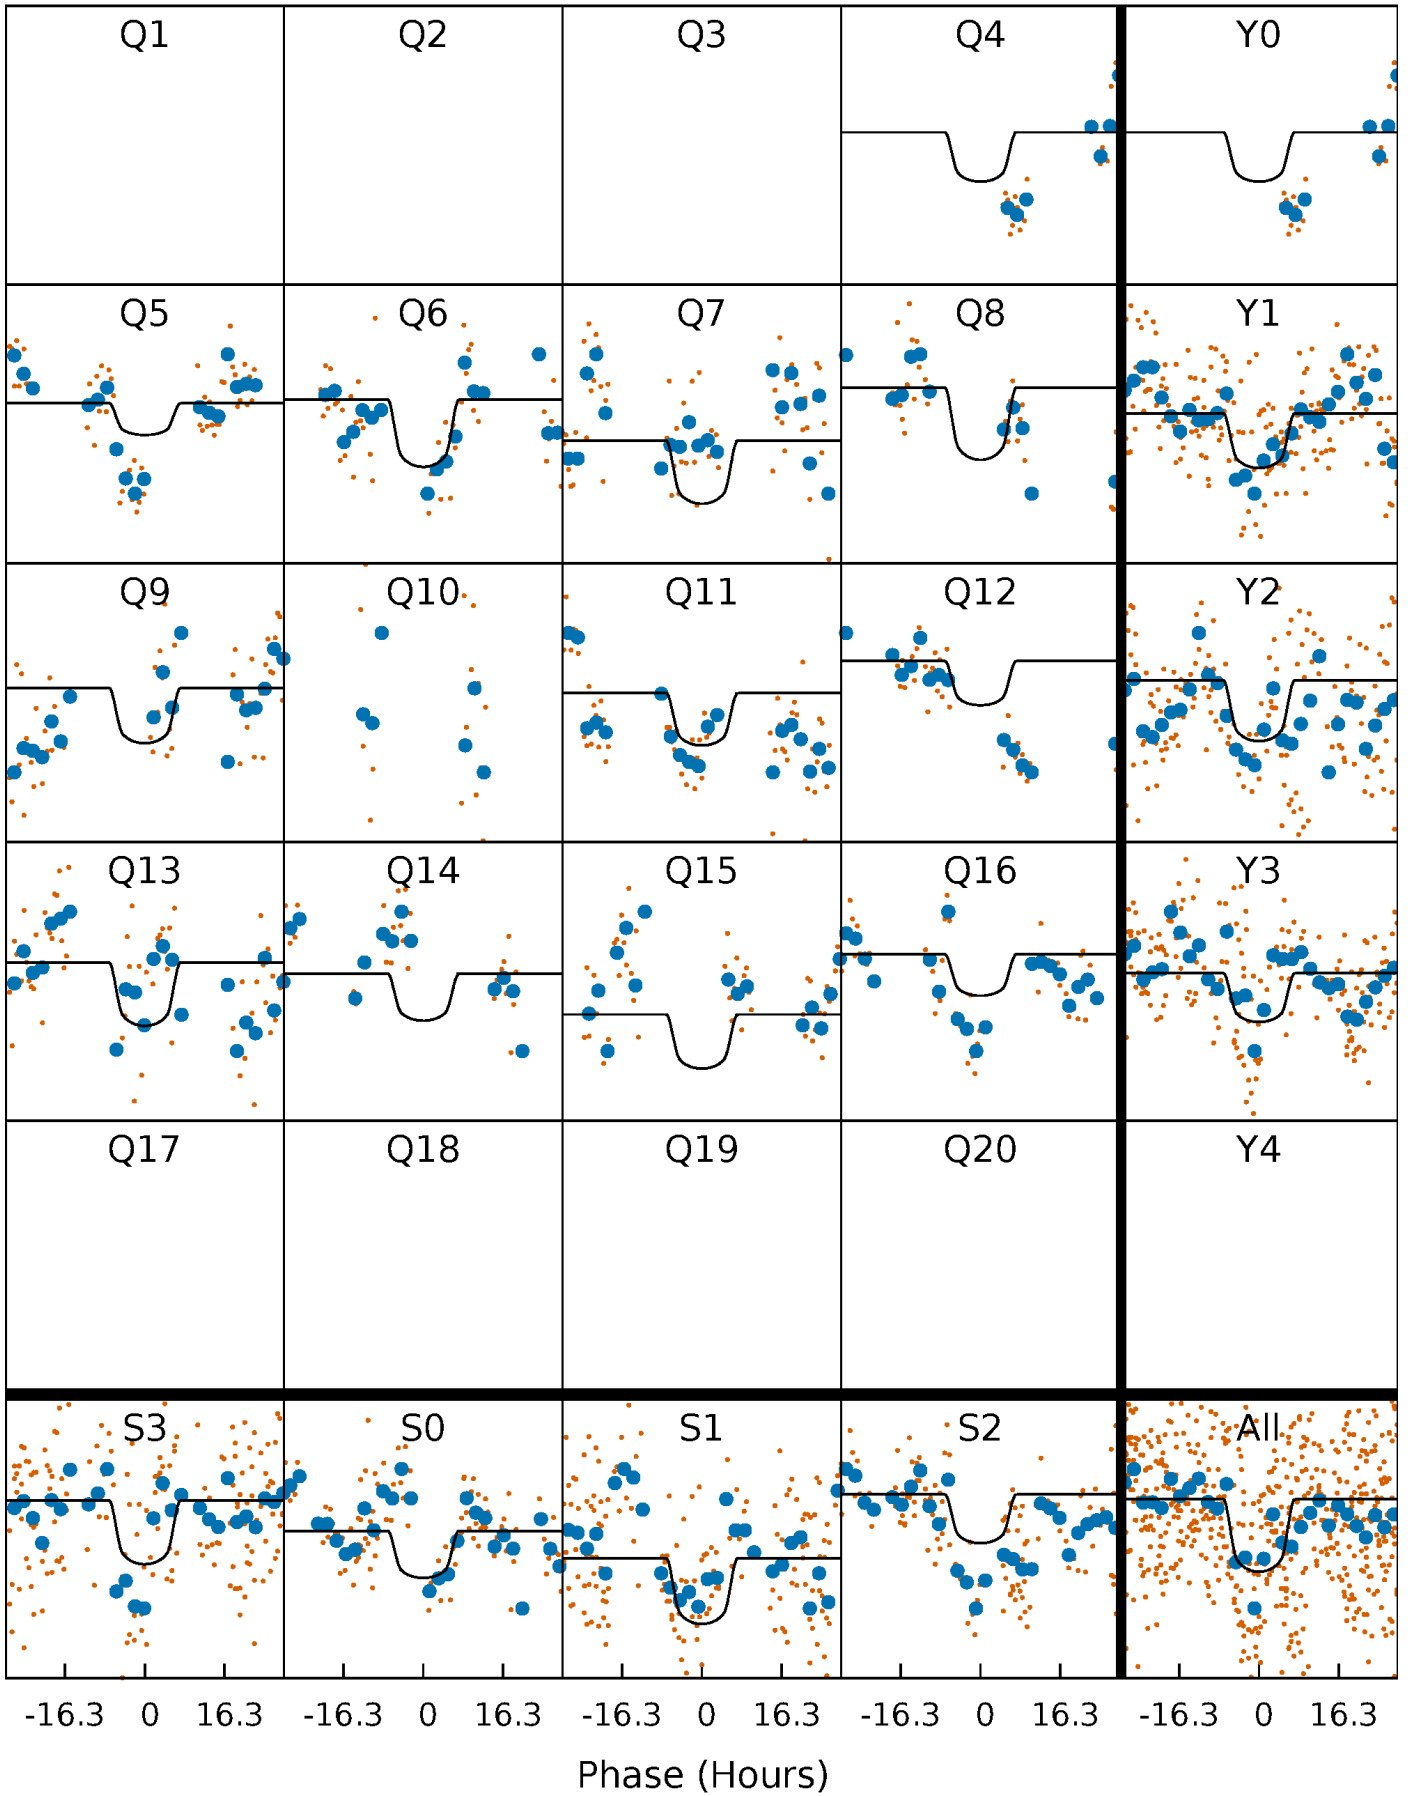 Q1 Q2 Q3 Q4 Y0
Q5 Q6 Q7 Q8 Y1
Q9 Q10 Q11 Q12 Y2
Q13 Q14 Q15 Q16 Y3
Q17 Q18 Q19 Q20 Y4
S3 S0 S1 S2 All
-16.3 0 16.3 -16.3 0 16.3 -16.3 0 16.3 -16.3 0 16.3 -16.3 0 16.3
Phase (Hours)